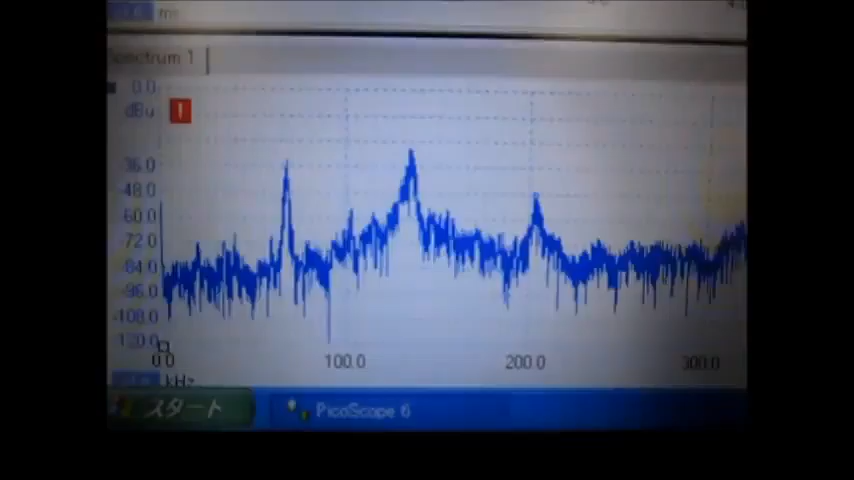 ms
Spectrum 1
0.0
dBu
-36.0
-48.0
-60.0
-72.0
-84.0
-96.0
-108.0
-120.0
0.0 100.0 200.0 300.0
kHz
スタート PicoScope 6